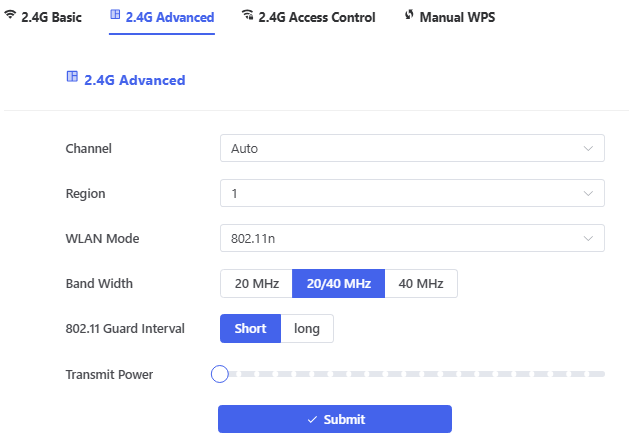 2.4G Basic 2.4G Advanced 2.4G Access Control Manual WPS
2.4G Advanced
Channel Auto
Region 1
WLAN Mode 802.11n
Band Width 20 MHz 20/40 MHz 40 MHz
802.11 Guard Interval Short long
Transmit Power
Submit